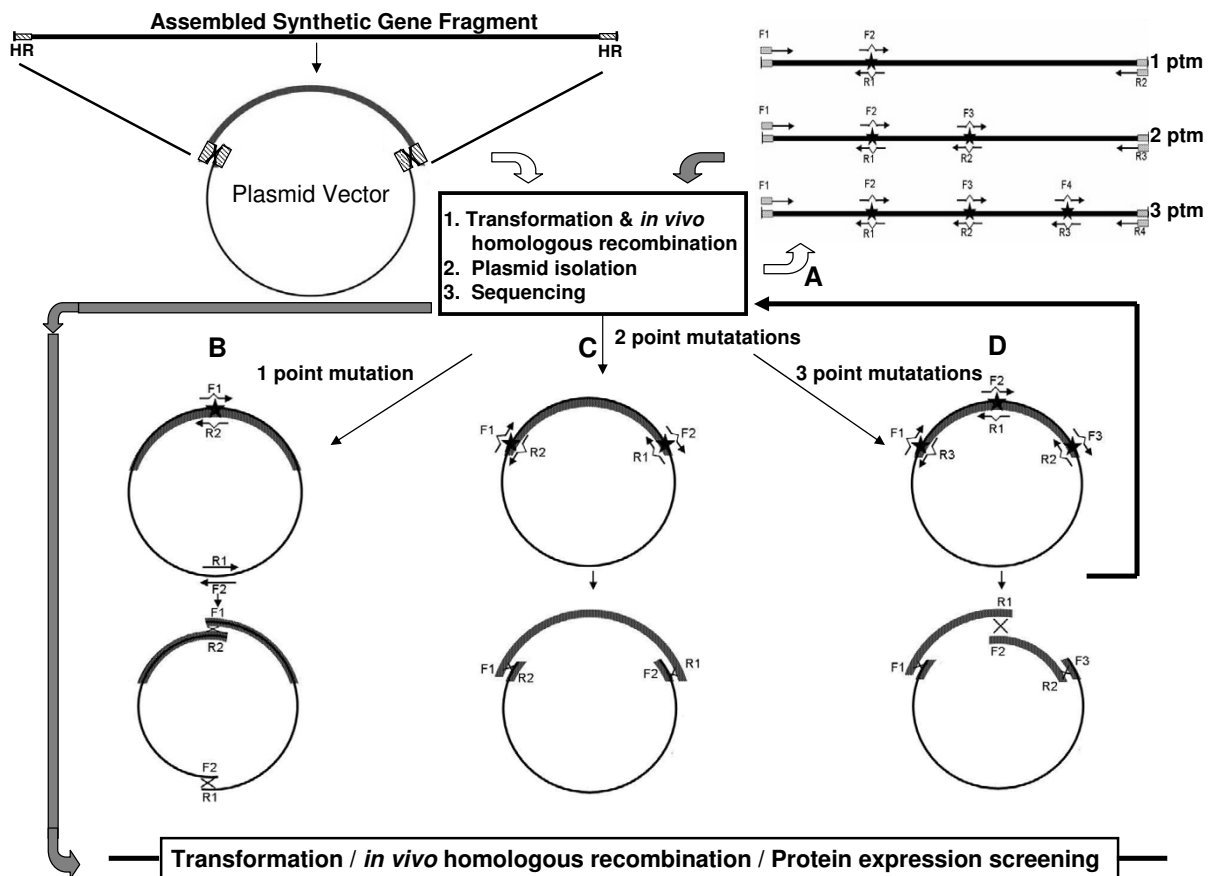 Assembled Synthetic Gene Fragment
HR
HR
Plasmid Vector
F1
F2
R1
R2
1 ptm
F1
F2
F3
R1
R2
R3
2 ptm
F1
F2
F3
F4
R1
R2
R3
R4
3 ptm
1. Transformation & in vivo
homologous recombination
2. Plasmid isolation
3. Sequencing
A
B
1 point mutation
C
2 point mutatations
D
3 point mutatations
F1
R2
R1
F2
F1
R2
F2
R1
F1
R2
R1
F2
F1
R2
F2
R1
F2
F1
R1
R3
R2
F3
R1
F2
F1
R2
F3
Transformation / in vivo homologous recombination / Protein expression screening